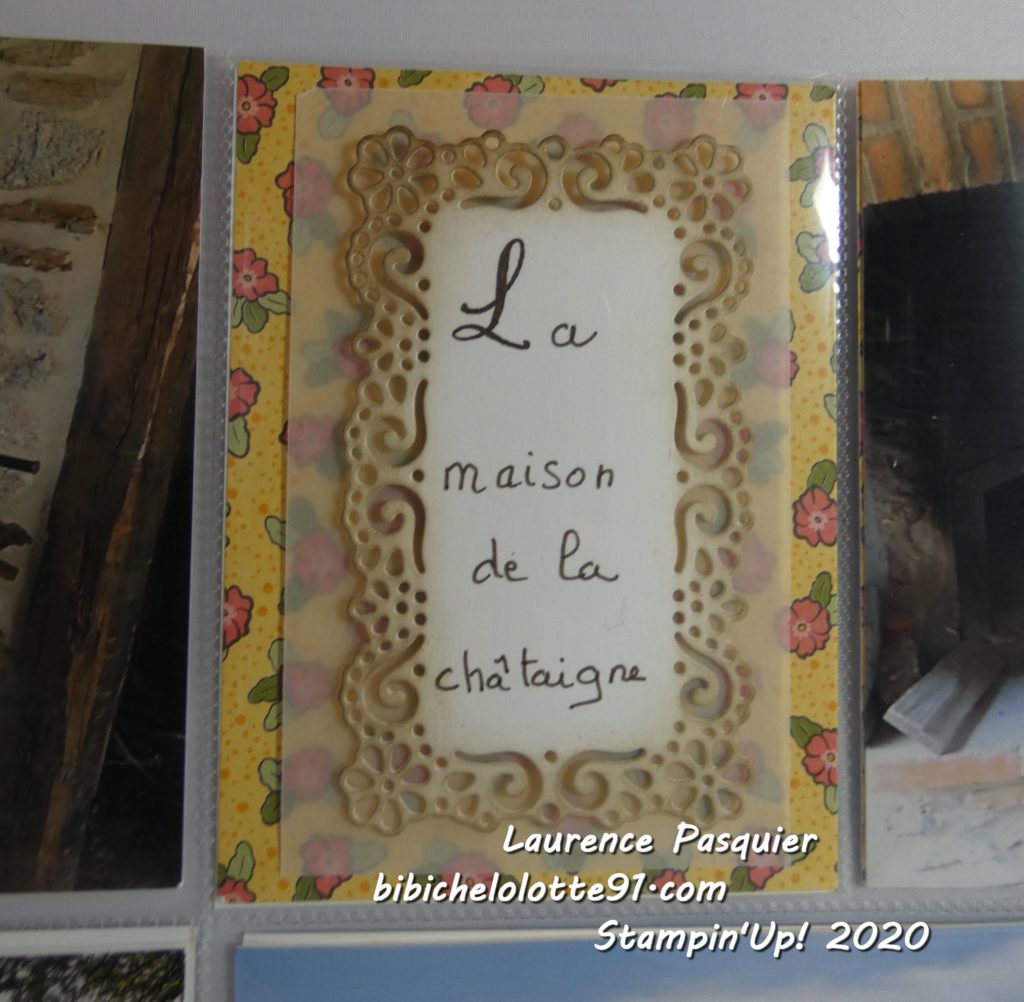 La
maison
de la
châtaigne
Laurence Pasquier
bibichelolotte91.com
Stampin'Up! 2020